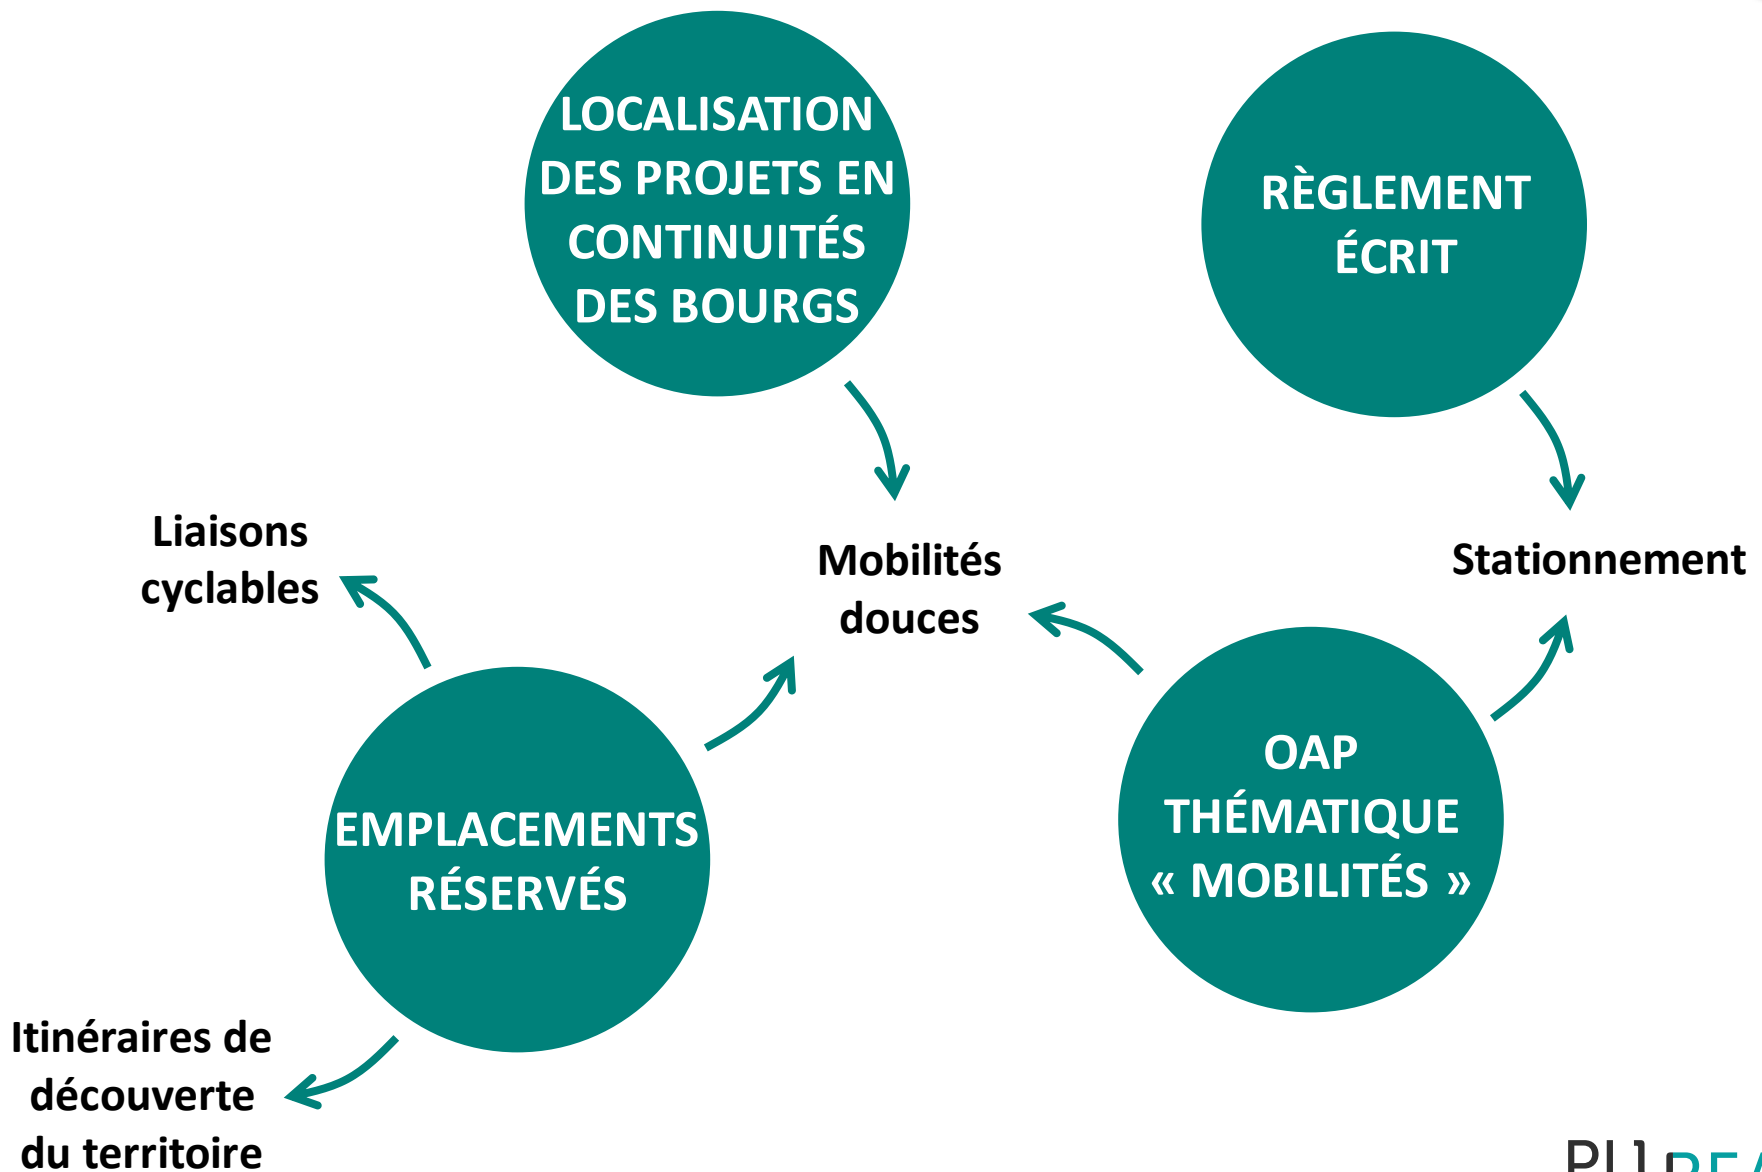 LOCALISATION
DES PROJETS EN
CONTINUITÉS
DES BOURGS
RÈGLEMENT
ÉCRIT
Liaisons
cyclables
Mobilités
douces
Stationnement
EMPLACEMENTS
RÉSERVÉS
OAP
THÉMATIQUE
« MOBILITÉS »
Itinéraires de
découverte
du territoire